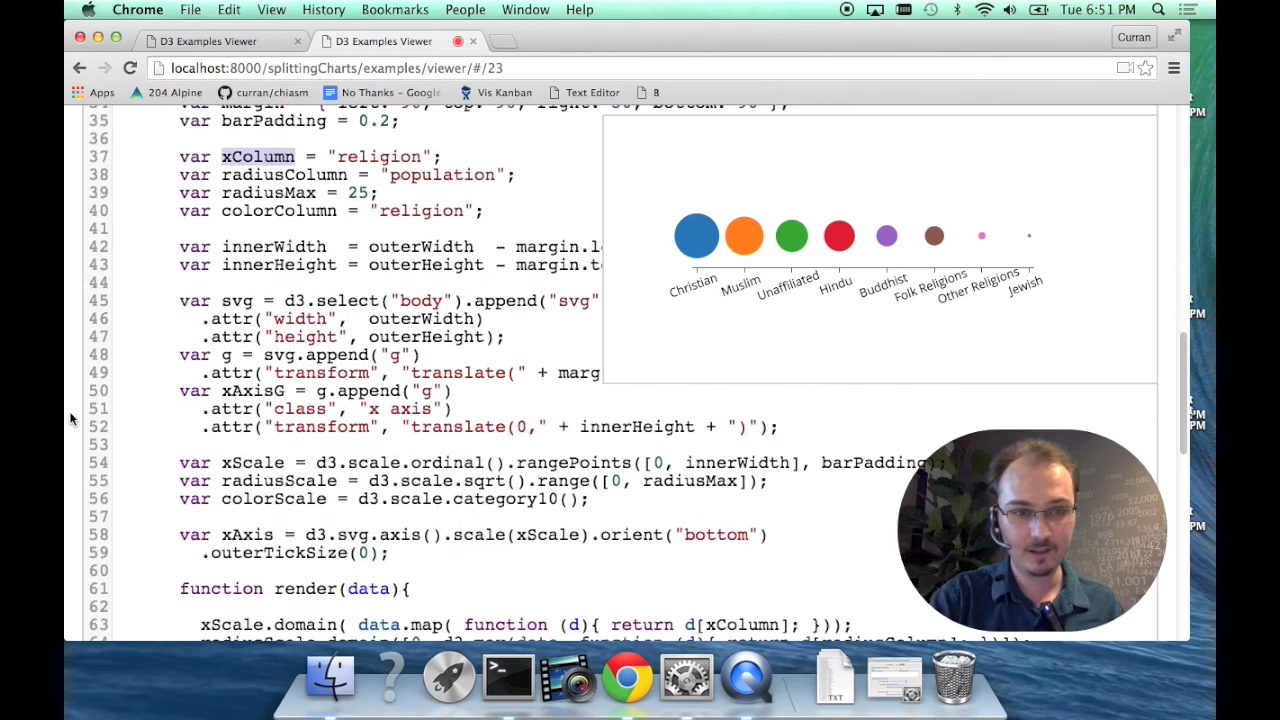 Chrome File Edit View History Bookmarks People Window Help Tue 6:51 PM
D3 Examples Viewer D3 Examples Viewer Curran
localhost:8000/splittingCharts/examples/viewer/#/23
Apps 204 Alpine curran/chiasm No Thanks - Google Vis Kanban Text Editor B
35 var barPadding = 0.2;
36
37 var xColumn = "religion";
38 var radiusColumn = "population";
39 var radiusMax = 25;
40 var colorColumn = "religion";
41
42 var innerWidth = outerWidth - margin.l
43 var innerHeight = outerHeight - margin.t
44
45 var svg = d3.select("body").append("svg"
46 .attr("width", outerWidth)
47 .attr("height", outerHeight);
48 var g = svg.append("g")
49 .attr("transform", "translate(" + marg
50 var xAxisG = g.append("g")
51 .attr("class", "x axis")
52 .attr("transform", "translate(0," + innerHeight + ")");
53
54 var xScale = d3.scale.ordinal().rangePoints([0, innerWidth], barPadding);
55 var radiusScale = d3.scale.sqrt().range([0, radiusMax]);
56 var colorScale = d3.scale.category10();
57
58 var xAxis = d3.svg.axis().scale(xScale).orient("bottom")
59 .outerTickSize(0);
60
61 function render(data){
62
63 xScale.domain( data.map( function (d){ return d[xColumn]; }));
Christian Muslim Unaffiliated Hindu Buddhist Folk Religions Other Religions Jewish
TXT